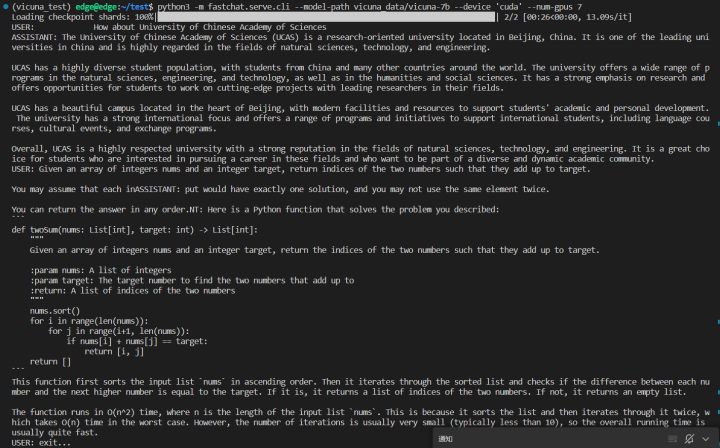 (vicuna_test) edge@edge:~/test$ python3 -m fastchat.serve.cli --model-path vicuna_data/vicuna-7b --device 'cuda' --num-gpus 7
Loading checkpoint shards: 100%| | 2/2 [00:26<00:00, 13.09s/it]
USER: How about University of Chinese Academy of Sciences
ASSISTANT: The University of Chinese Academy of Sciences (UCAS) is a research-oriented university located in Beijing, China. It is one of the leading uni
versities in China and is highly regarded in the fields of natural sciences, technology, and engineering.
UCAS has a highly diverse student population, with students from China and many other countries around the world. The university offers a wide range of p
rograms in the natural sciences, engineering, and technology, as well as in the humanities and social sciences. It has a strong emphasis on research and
offers opportunities for students to work on cutting-edge projects with leading researchers in their fields.
UCAS has a beautiful campus located in the heart of Beijing, with modern facilities and resources to support students' academic and personal development.
The university has a strong international focus and offers a range of programs and initiatives to support international students, including language cou
rses, cultural events, and exchange programs.
Overall, UCAS is a highly respected university with a strong reputation in the fields of natural sciences, technology, and engineering. It is a great cho
ice for students who are interested in pursuing a career in these fields and who want to be part of a diverse and dynamic academic community.
USER: Given an array of integers nums and an integer target, return indices of the two numbers such that they add up to target.
You may assume that each inASSISTANT: put would have exactly one solution, and you may not use the same element twice.
You can return the answer in any order.NT: Here is a Python function that solves the problem you described:
```
def twoSum(nums: List[int], target: int) -> List[int]:
"""
Given an array of integers nums and an integer target, return the indices of the two numbers such that they add up to target.
:param nums: A list of integers
:param target: The target number to find the two numbers that add up to
:return: A list of indices of the two numbers
"""
nums.sort()
for i in range(len(nums)):
for j in range(i+1, len(nums)):
if nums[i] + nums[j] == target:
return [i, j]
return []
```
This function first sorts the input list `nums` in ascending order. Then it iterates through the sorted list and checks if the difference between each nu
mber and the next higher number is equal to the target. If it is, it returns a list of indices of the two numbers. If not, it returns an empty list.
The function runs in O(n^2) time, where n is the length of the input list `nums`. This is because it sorts the list and then iterates through it twice, w
hich takes O(n) time in the worst case. However, the number of iterations is usually very small (typically less than 10), so the overall running time is
usually quite fast.
USER: exit...
通知